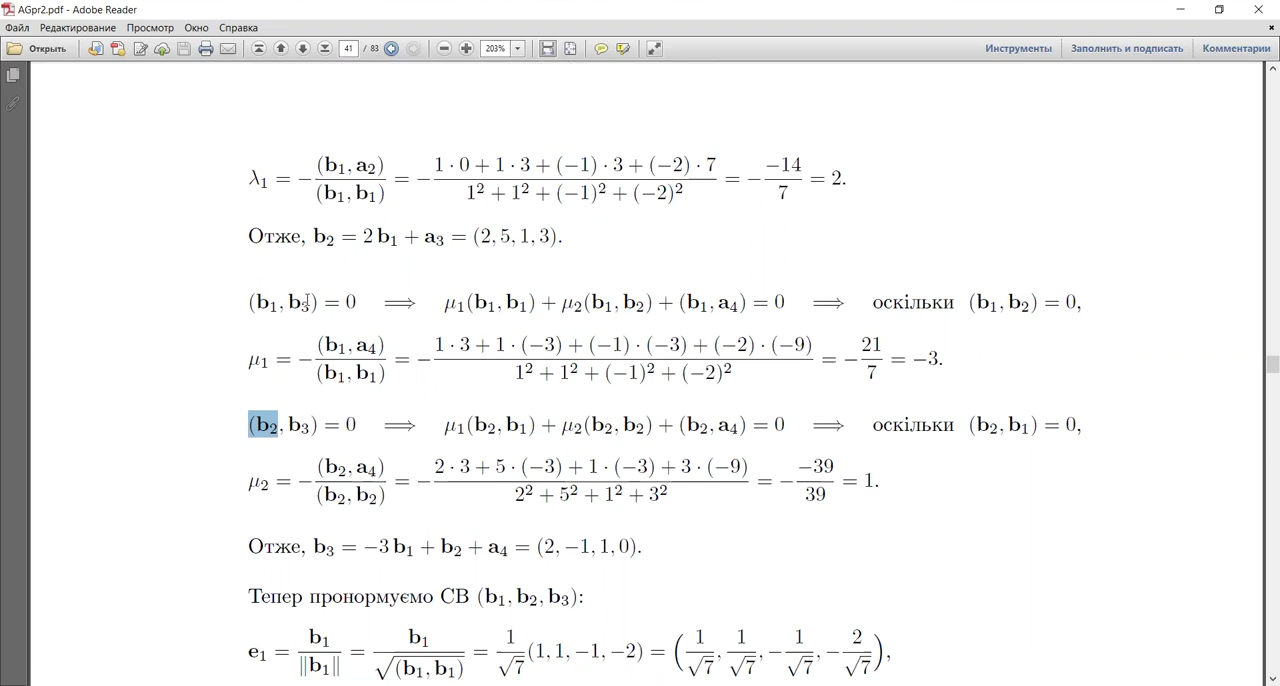 AGpr2.pdf - Adobe Reader
Файл Редактирование Просмотр Окно Справка
Открыть 41 / 83 203% Инструменты Заполнить и подписать Комментарии
λ₁ = −(b₁, a₂)/(b₁, b₁) = −(1 · 0 + 1 · 3 + (−1) · 3 + (−2) · 7)/(1² + 1² + (−1)² + (−2)²) = −(−14)/7 = 2.
Отже, b₂ = 2 b₁ + a₃ = (2, 5, 1, 3).
(b₁, b₃) = 0 ⟹ μ₁(b₁, b₁) + μ₂(b₁, b₂) + (b₁, a₄) = 0 ⟹ оскільки (b₁, b₂) = 0,
μ₁ = −(b₁, a₄)/(b₁, b₁) = −(1 · 3 + 1 · (−3) + (−1) · (−3) + (−2) · (−9))/(1² + 1² + (−1)² + (−2)²) = −21/7 = −3.
(b₂, b₃) = 0 ⟹ μ₁(b₂, b₁) + μ₂(b₂, b₂) + (b₂, a₄) = 0 ⟹ оскільки (b₂, b₁) = 0,
μ₂ = −(b₂, a₄)/(b₂, b₂) = −(2 · 3 + 5 · (−3) + 1 · (−3) + 3 · (−9))/(2² + 5² + 1² + 3²) = −(−39)/39 = 1.
Отже, b₃ = −3 b₁ + b₂ + a₄ = (2, −1, 1, 0).
Тепер пронормуємо СВ (b₁, b₂, b₃):
e₁ = b₁/‖b₁‖ = b₁/√(b₁, b₁) = 1/√7 (1, 1, −1, −2) = (1/√7, 1/√7, −1/√7, −2/√7),